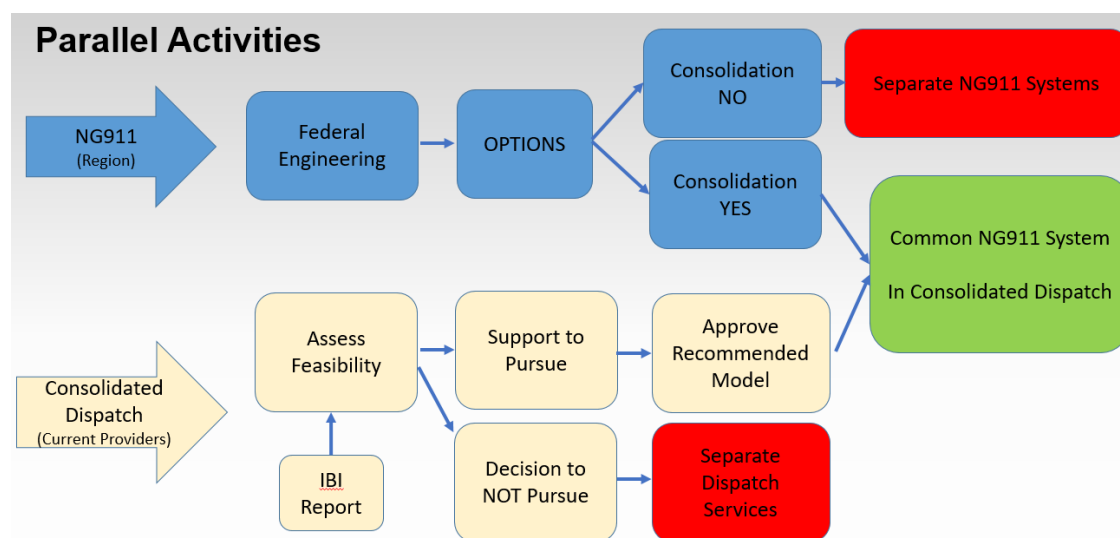 Parallel Activities
NG911
(Region)
Federal
Engineering
OPTIONS
Consolidation
NO
Separate NG911 Systems
Consolidation
YES
Common NG911 System
In Consolidated Dispatch
Consolidated
Dispatch
(Current Providers)
Assess
Feasibility
Support to
Pursue
Approve
Recommended
Model
IBI
Report
Decision to
NOT Pursue
Separate
Dispatch
Services